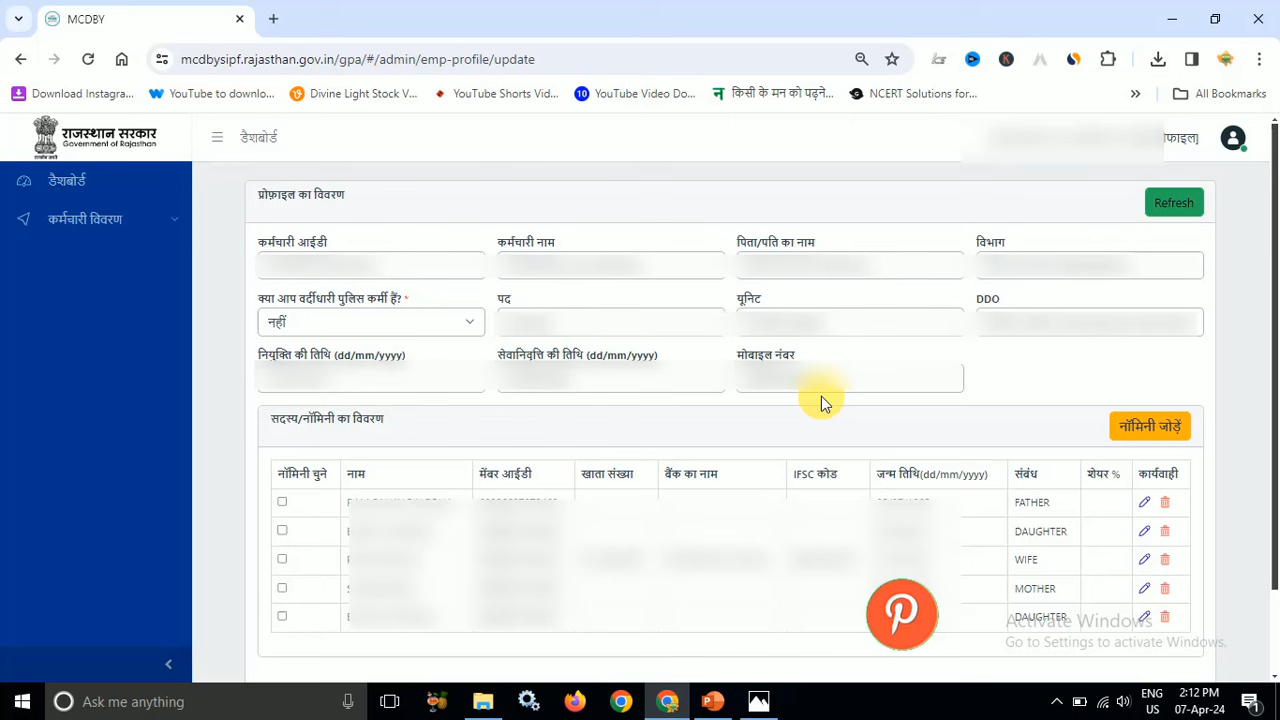 MCDBY
mcdbysipf.rajasthan.gov.in/gpa/#/admin/emp-profile/update
Download Instagra... YouTube to downlo... Divine Light Stock V... YouTube Shorts Vid... YouTube Video Do... किसी के मन को पढ़ने... NCERT Solutions for... » All Bookmarks
राजस्थान सरकार
Government of Rajasthan
डैशबोर्ड
डैशबोर्ड
कर्मचारी विवरण
प्रोफ़ाइल का विवरण
Refresh
कर्मचारी आईडी कर्मचारी नाम पिता/पति का नाम विभाग
क्या आप वर्दीधारी पुलिस कर्मी हैं? * पद यूनिट DDO
नहीं
नियुक्ति की तिथि (dd/mm/yyyy) सेवानिवृत्ति की तिथि (dd/mm/yyyy) मोबाइल नंबर
सदस्य/नॉमिनी का विवरण
नॉमिनी जोड़ें
नॉमिनी चुने नाम मेंबर आईडी खाता संख्या बैंक का नाम IFSC कोड जन्म तिथि(dd/mm/yyyy) संबंध शेयर % कार्यवाही
FATHER
DAUGHTER
WIFE
MOTHER
DAUGHTER
Activate Windows
Go to Settings to activate Windows.
Ask me anything
ENG 2:12 PM
US 07-Apr-24